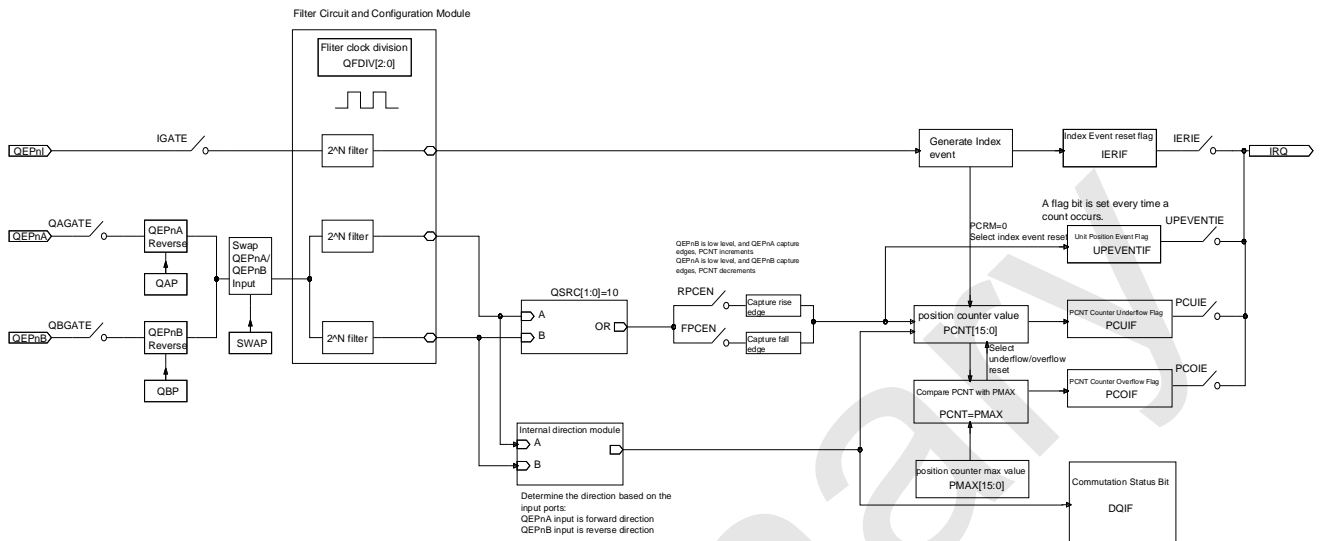 Filter Circuit and Configuration Module
Fliter clock division
QFDIV[2:0]
QEPnI
IGATE
2^N filter
Generate Index
event
Index Event reset flag
IERIF
IERIE
IRQ
QEPnA
QAGATE
QEPnA
Reverse
QAP
Swap
QEPnA/
QEPnB
Input
SWAP
2^N filter
A flag bit is set every time a
count occurs.
PCRM=0
Select index event reset
Unit Position Event Flag
UPEVENTIF
UPEVENTIE
QEPnB is low level, and QEPnA capture
edges, PCNT increments
QEPnA is low level, and QEPnB capture
edges, PCNT decrements
QEPnB
QBGATE
QEPnB
Reverse
QBP
2^N filter
QSRC[1:0]=10
A
B
OR
RPCEN
Capture rise
edge
FPCEN
Capture fall
edge
position counter value
PCNT[15:0]
PCNT Counter Underflow Flag
PCUIF
PCUIE
Select
underflow/overflow
reset
Compare PCNT with PMAX
PCNT=PMAX
PCNT Counter Overflow Flag
PCOIF
PCOIE
Internal direction module
A
B
position counter max value
PMAX[15:0]
Commutation Status Bit
DQIF
Determine the direction based on the
input ports:
QEPnA input is forward direction
QEPnB input is reverse direction